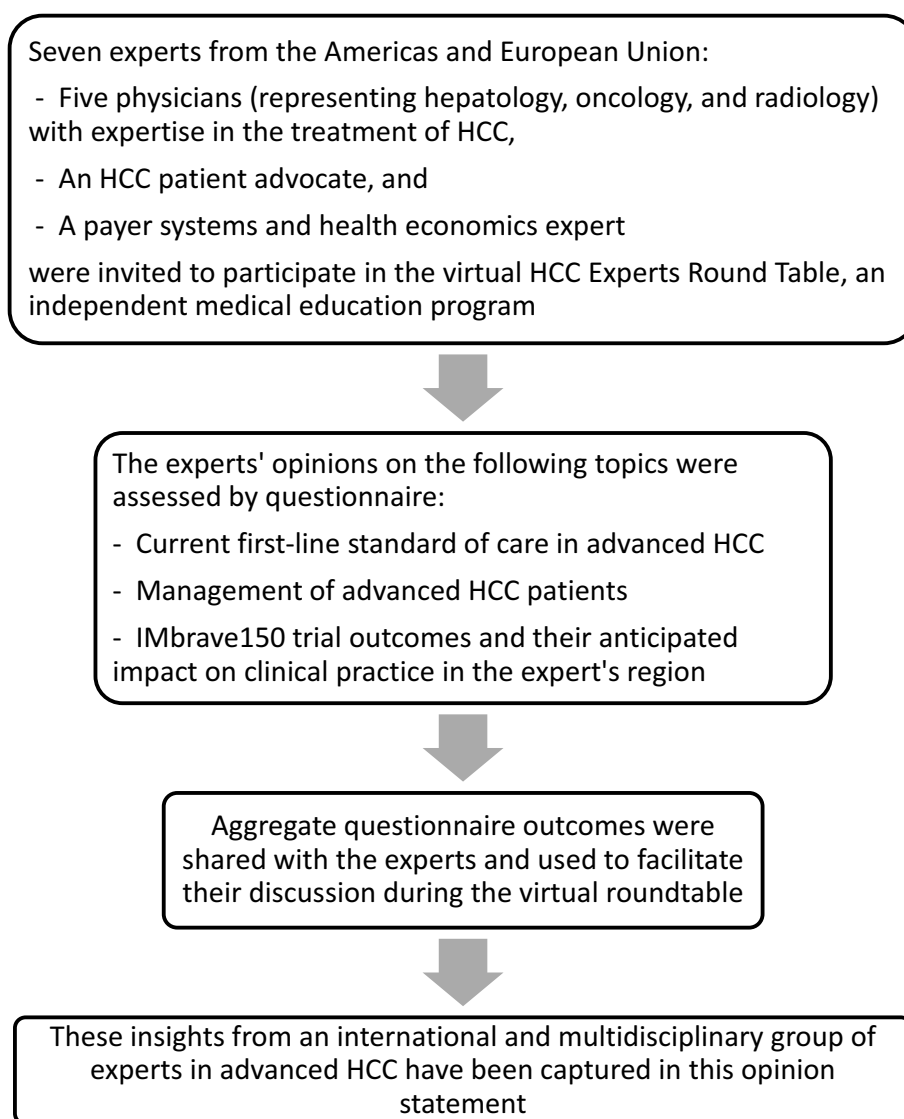 Seven experts from the Americas and European Union:
- Five physicians (representing hepatology, oncology, and radiology)
with expertise in the treatment of HCC,
- An HCC patient advocate, and
- A payer systems and health economics expert
were invited to participate in the virtual HCC Experts Round Table, an
independent medical education program
The experts' opinions on the following topics were
assessed by questionnaire:
- Current first-line standard of care in advanced HCC
- Management of advanced HCC patients
- IMbrave150 trial outcomes and their anticipated
impact on clinical practice in the expert's region
Aggregate questionnaire outcomes were
shared with the experts and used to facilitate
their discussion during the virtual roundtable
These insights from an international and multidisciplinary group of
experts in advanced HCC have been captured in this opinion
statement